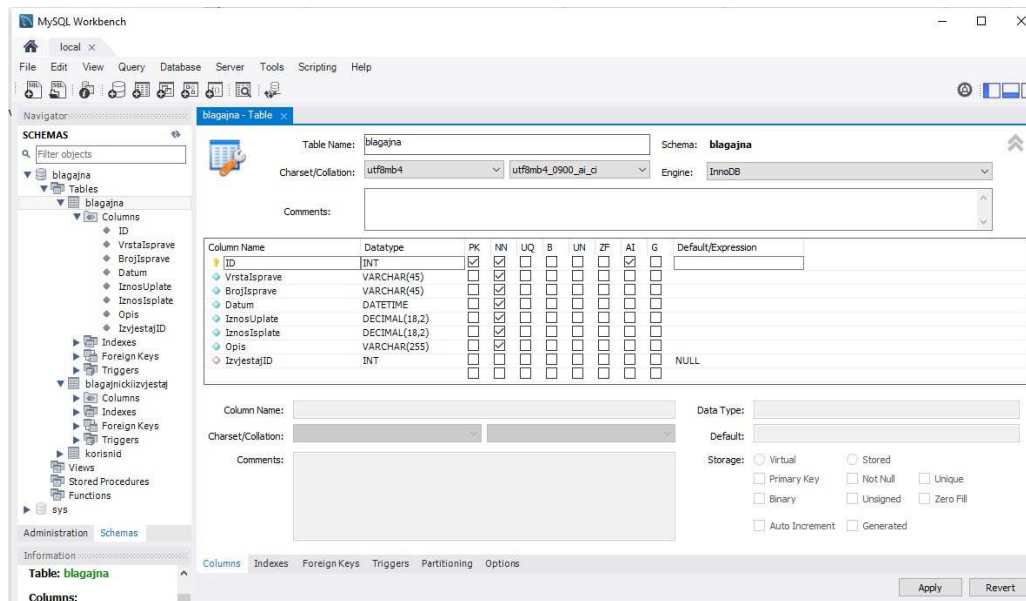 MySQL Workbench
local
File Edit View Query Database Server Tools Scripting Help
Navigator
SCHEMAS
Filter objects
blagajna
Tables
blagajna
Columns
ID
VrstaIsprave
BrojIsprave
Datum
IznosUplate
IznosIsplate
Opis
IzvjestajID
Indexes
Foreign Keys
Triggers
blagajnickiizvjestaj
Columns
Indexes
Foreign Keys
Triggers
korisnici
Views
Stored Procedures
Functions
sys
Administration Schemas
Information
Table: blagajna
Columns:
blagajna - Table
Table Name: blagajna Schema: blagajna
Charset/Collation: utf8mb4 utf8mb4_0900_ai_ci Engine: InnoDB
Comments:
Column Name Datatype PK NN UQ B UN ZF AI G Default/Expression
ID INT
VrstaIsprave VARCHAR(45)
BrojIsprave VARCHAR(45)
Datum DATETIME
IznosUplate DECIMAL(18,2)
IznosIsplate DECIMAL(18,2)
Opis VARCHAR(255)
IzvjestajID INT NULL
Column Name: Data Type:
Charset/Collation: Default:
Comments: Storage: Virtual Stored
Primary Key Not Null Unique
Binary Unsigned Zero Fill
Auto Increment Generated
Columns Indexes Foreign Keys Triggers Partitioning Options
Apply Revert